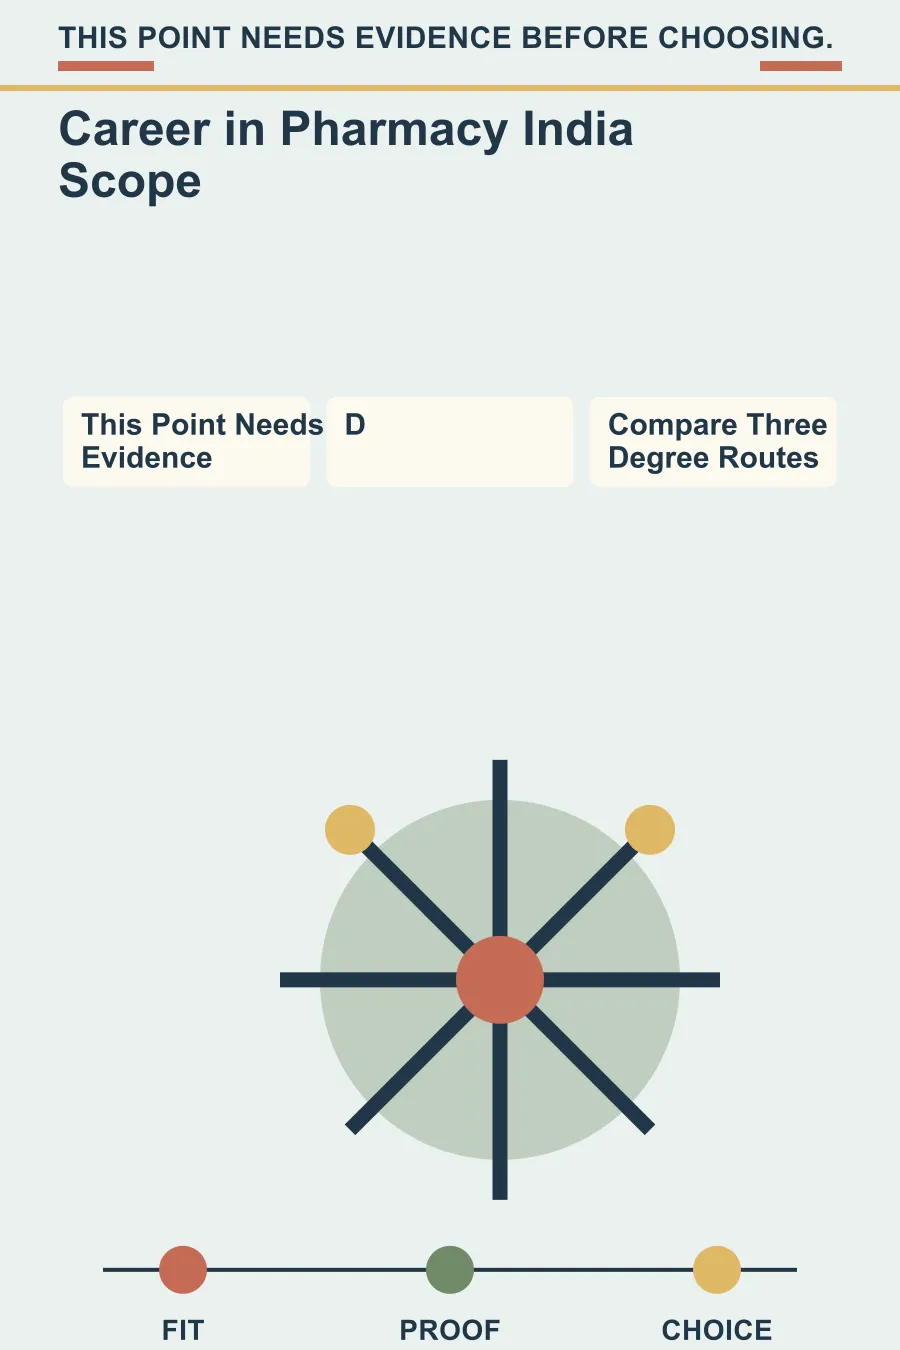 THIS POINT NEEDS EVIDENCE BEFORE CHOOSING.
Career in Pharmacy India
Scope
This Point Needs
Evidence
D
Compare Three
Degree Routes
FIT
PROOF
CHOICE